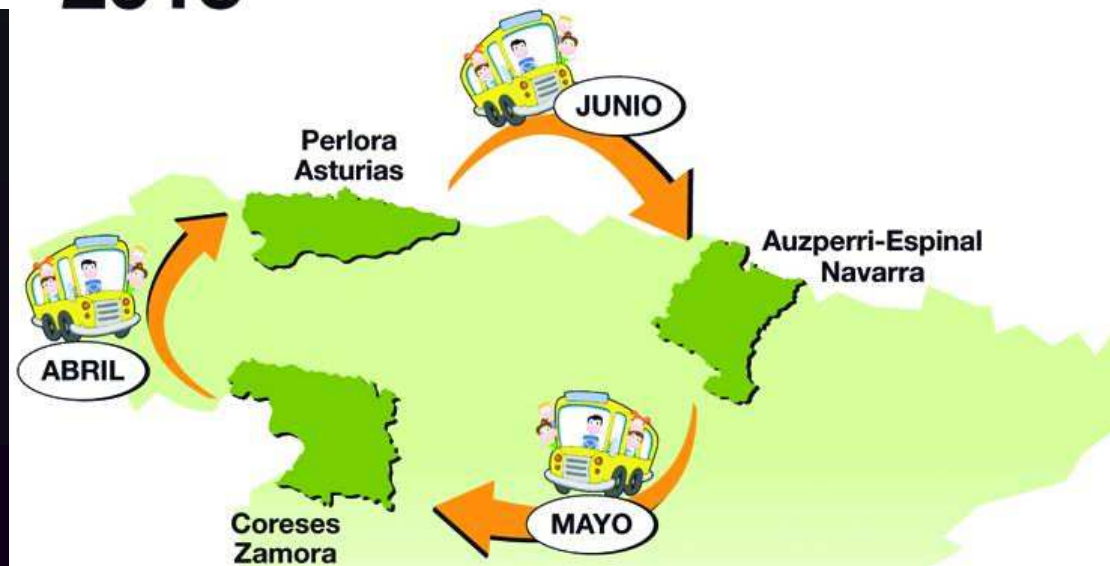 JUNIO
Perlora
Asturias
Auzperri-Espinal
Navarra
ABRIL
MAYO
Coreses
Zamora